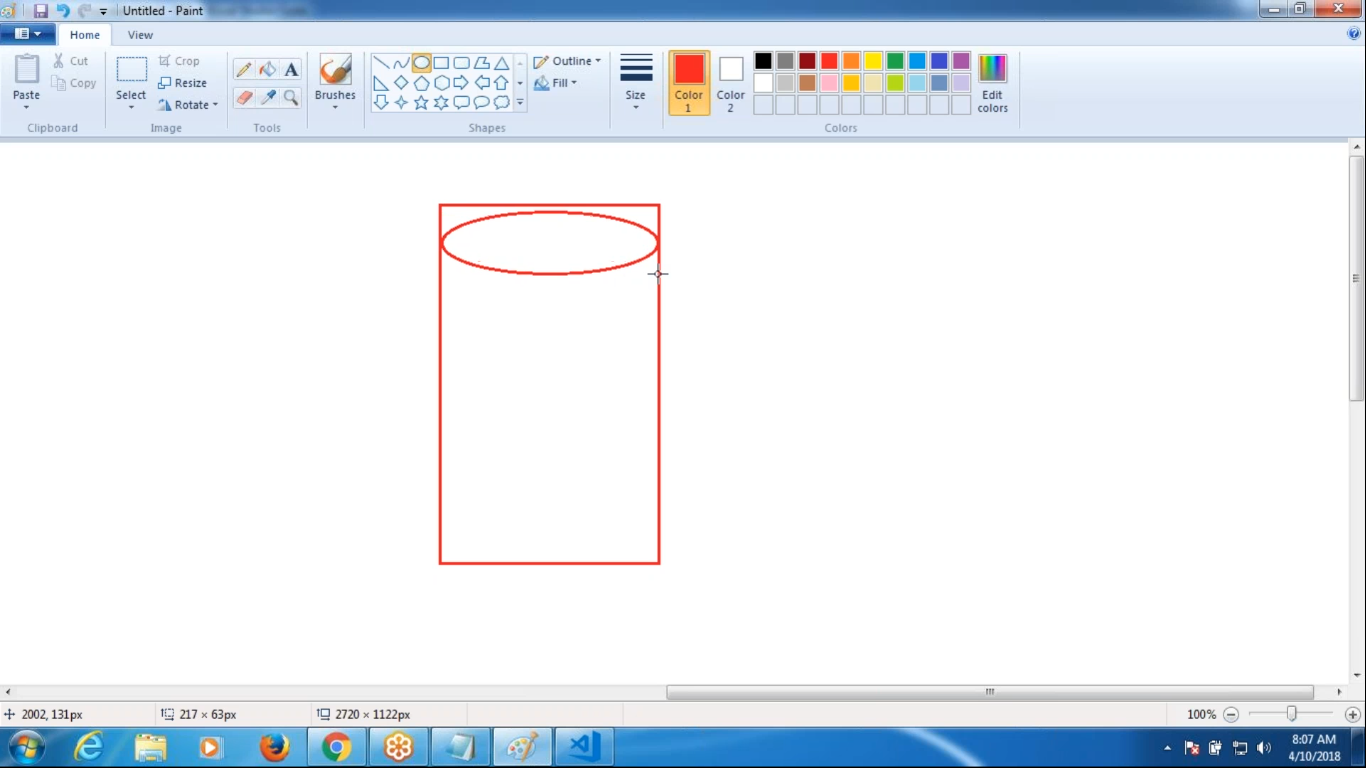 Untitled - Paint
Home View
Paste Cut Copy Clipboard
Select Crop Resize Rotate Image
Tools
Brushes
Outline Fill Shapes
Size
Color 1 Color 2 Edit colors Colors
2002, 131px 217 × 63px 2720 × 1122px 100%
8:07 AM
4/10/2018